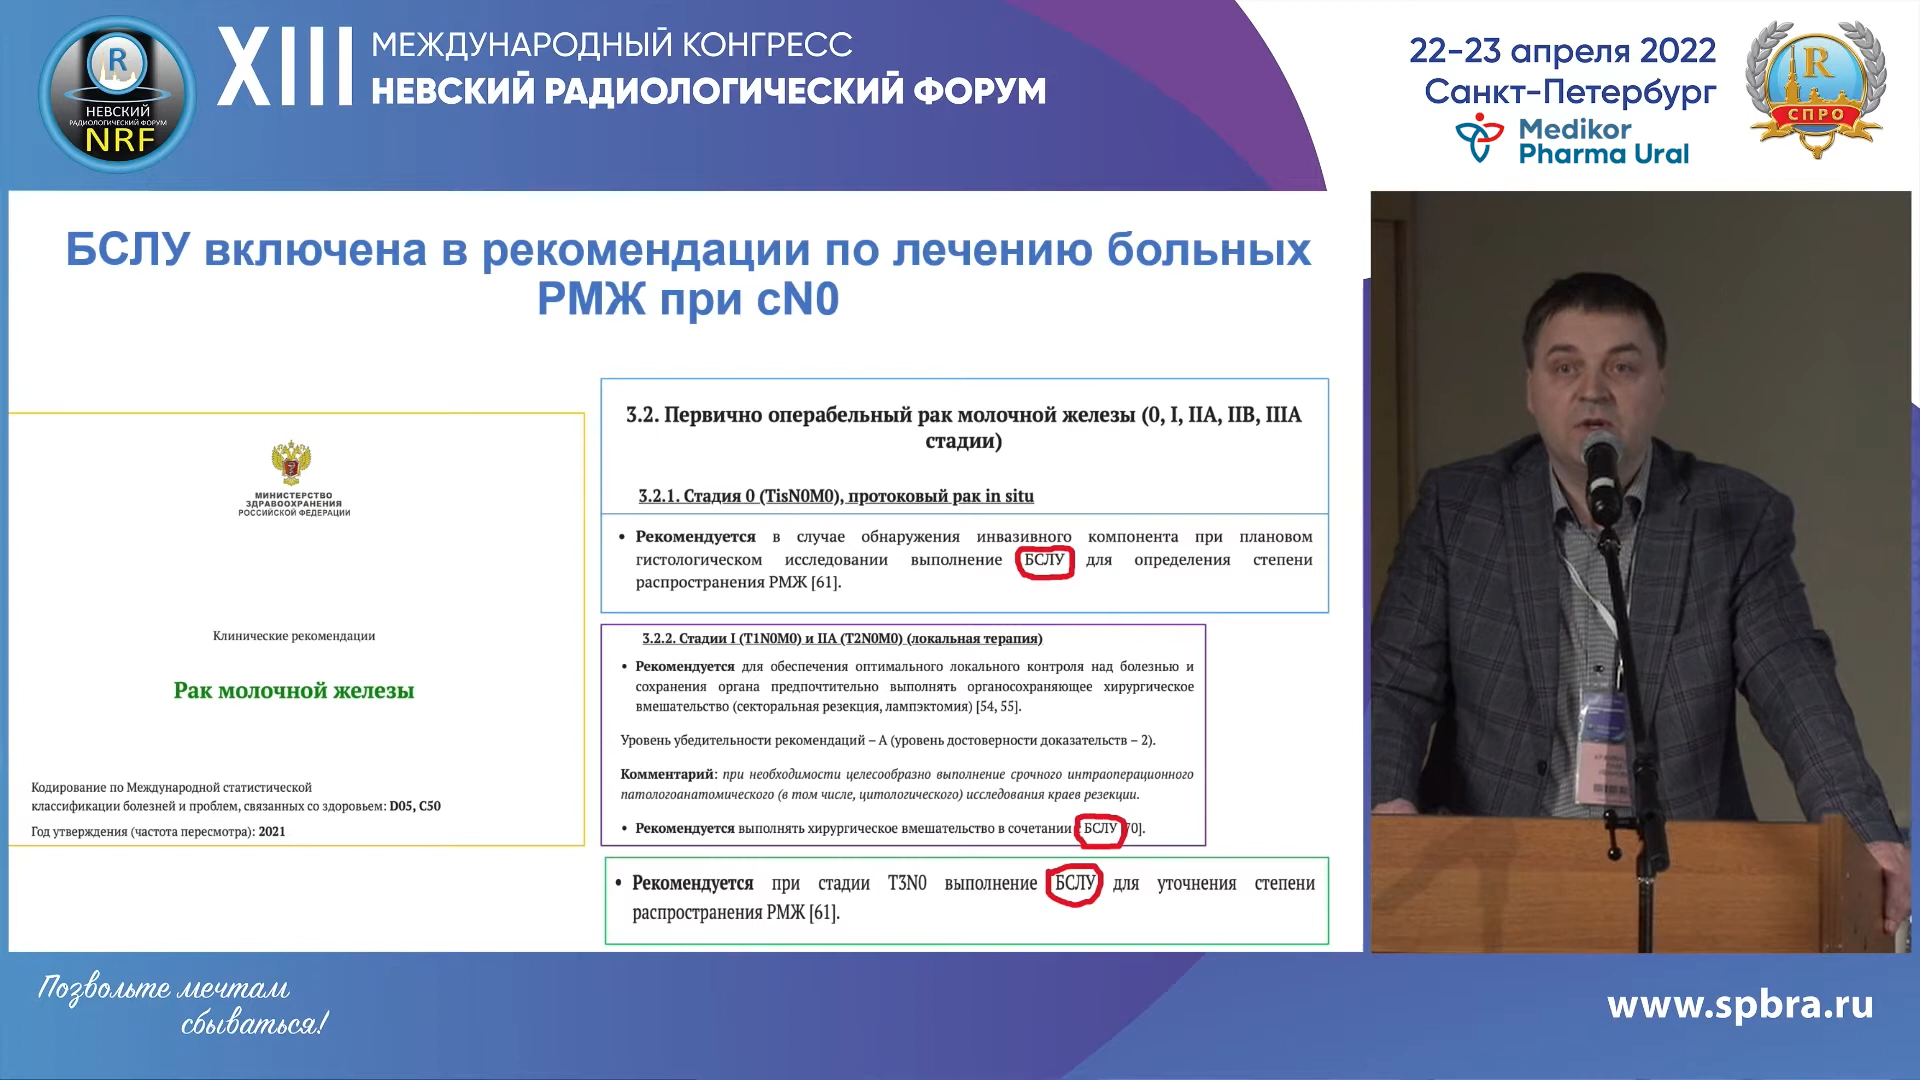 R
НЕВСКИЙ
РАДИОЛОГИЧЕСКИЙ ФОРУМ
NRF
XIII МЕЖДУНАРОДНЫЙ КОНГРЕСС
НЕВСКИЙ РАДИОЛОГИЧЕСКИЙ ФОРУМ
22-23 апреля 2022
Санкт-Петербург
Medikor
Pharma Ural
R
СПРО
БСЛУ включена в рекомендации по лечению больных
РМЖ при cN0
МИНИСТЕРСТВО
ЗДРАВООХРАНЕНИЯ
РОССИЙСКОЙ ФЕДЕРАЦИИ
Клинические рекомендации
Рак молочной железы
Кодирование по Международной статистической
классификации болезней и проблем, связанных со здоровьем: D05, C50
Год утверждения (частота пересмотра): 2021
3.2. Первично операбельный рак молочной железы (0, I, IIA, IIB, IIIA
стадии)
3.2.1. Стадия 0 (TisN0M0), протоковый рак in situ
• Рекомендуется в случае обнаружения инвазивного компонента при плановом
гистологическом исследовании выполнение БСЛУ для определения степени
распространения РМЖ [61].
3.2.2. Стадии I (T1N0M0) и IIA (T2N0M0) (локальная терапия)
• Рекомендуется для обеспечения оптимального локального контроля над болезнью и
сохранения органа предпочтительно выполнять органосохраняющее хирургическое
вмешательство (секторальная резекция, лампэктомия) [54, 55].
Уровень убедительности рекомендаций – А (уровень достоверности доказательств – 2).
Комментарий: при необходимости целесообразно выполнение срочного интраоперационного
патологоанатомического (в том числе, цитологического) исследования краев резекции.
• Рекомендуется выполнять хирургическое вмешательство в сочетании с БСЛУ [70].
• Рекомендуется при стадии T3N0 выполнение БСЛУ для уточнения степени
распространения РМЖ [61].
Позвольте мечтам
сбываться!
www.spbra.ru